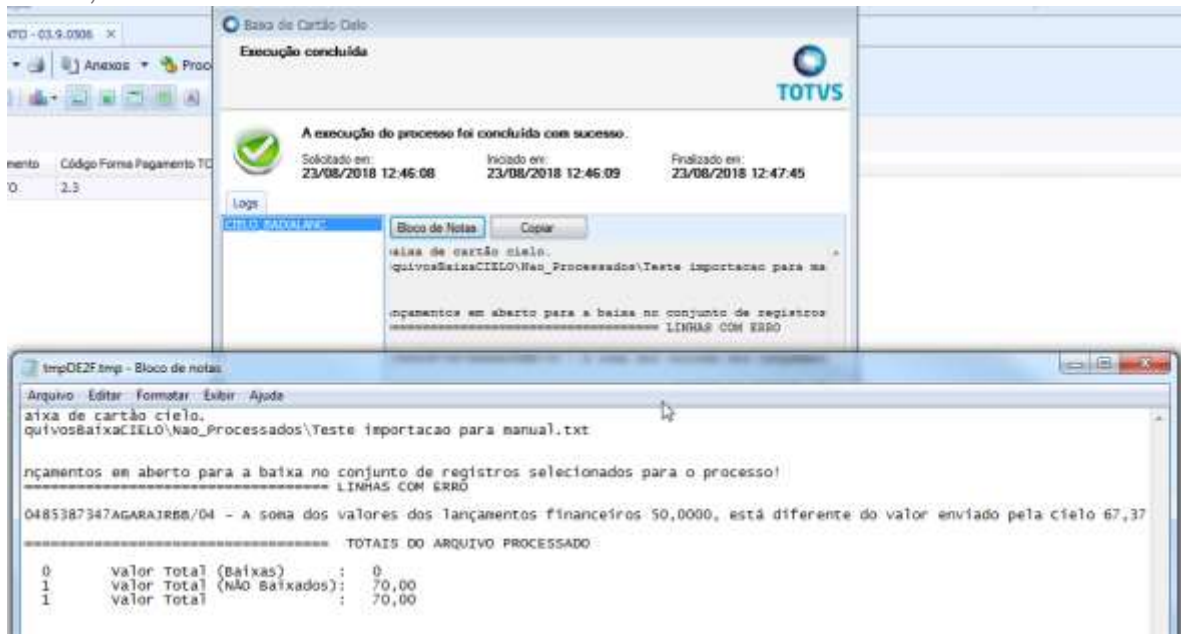 XTO - 03.9.0306 ×
Anexos
Proc
mento Código Forma Pagamento TC
O 2.3
Baixa de Cartão Cielo
Execução concluída
TOTVS
A execução do processo foi concluída com sucesso.
Solicitado em: Iniciado em: Finalizado em:
23/08/2018 12:46:08 23/08/2018 12:46:09 23/08/2018 12:47:45
Logs
CIELO_BAIXALANC
Bloco de Notas Copiar
aixa de cartão cielo.
quivosBaixaCIELO\Nao_Processados\Teste importacao para ma
nçamentos em aberto para a baixa no conjunto de registros
===================================== LINHAS COM ERRO
tmpDE2F.tmp - Bloco de notas
Arquivo Editar Formatar Exibir Ajuda
aixa de cartão cielo.
quivosBaixaCIELO\Nao_Processados\Teste importacao para manual.txt
nçamentos em aberto para a baixa no conjunto de registros selecionados para o processo!
===================================== LINHAS COM ERRO
0485387347AGARAJRBB/04 - A soma dos valores dos lançamentos financeiros 50,0000, está diferente do valor enviado pela cielo 67,37
===================================== TOTAIS DO ARQUIVO PROCESSADO
0 Valor Total (Baixas) : 0
1 Valor Total (NÃO Baixados): 70,00
1 Valor Total : 70,00